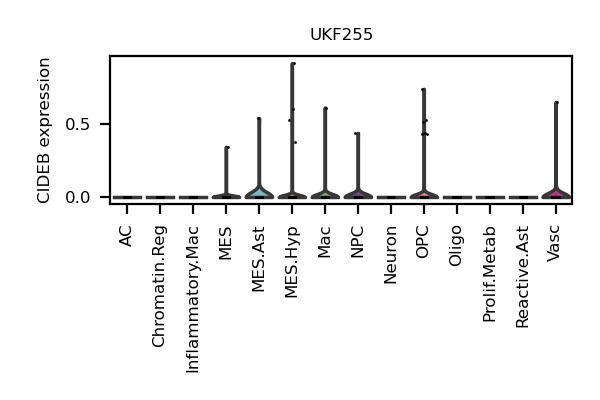 UKF255
CIDEB expression
0.5
0.0
AC
Chromatin.Reg
Inflammatory.Mac
MES
MES.Ast
MES.Hyp
Mac
NPC
Neuron
OPC
Oligo
Prolif.Metab
Reactive.Ast
Vasc